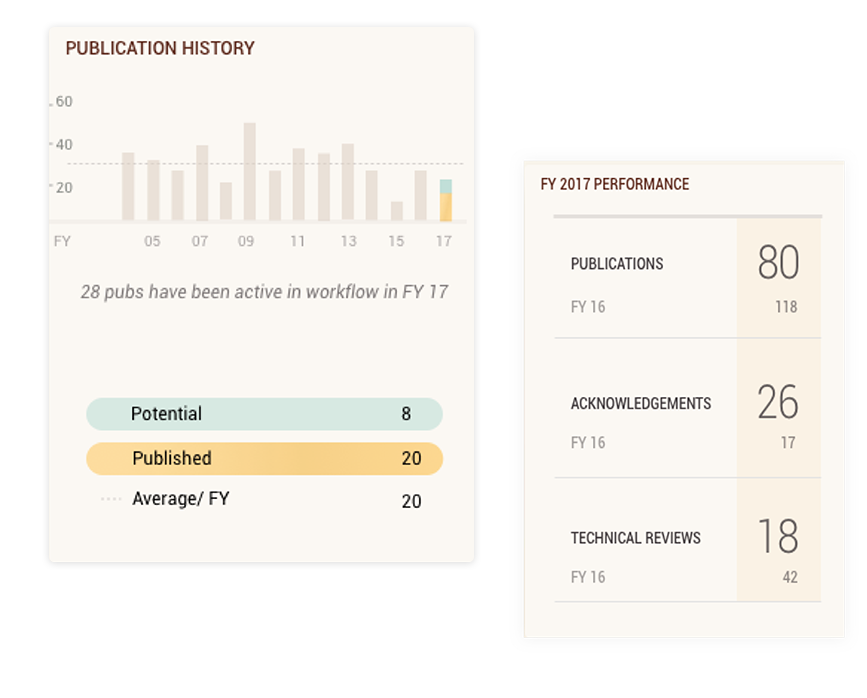 PUBLICATION HISTORY
60
40
20
FY 05 07 09 11 13 15 17
28 pubs have been active in workflow in FY 17
Potential 8
Published 20
Average/ FY 20
FY 2017 PERFORMANCE
PUBLICATIONS 80
FY 16 118
ACKNOWLEDGEMENTS 26
FY 16 17
TECHNICAL REVIEWS 18
FY 16 42